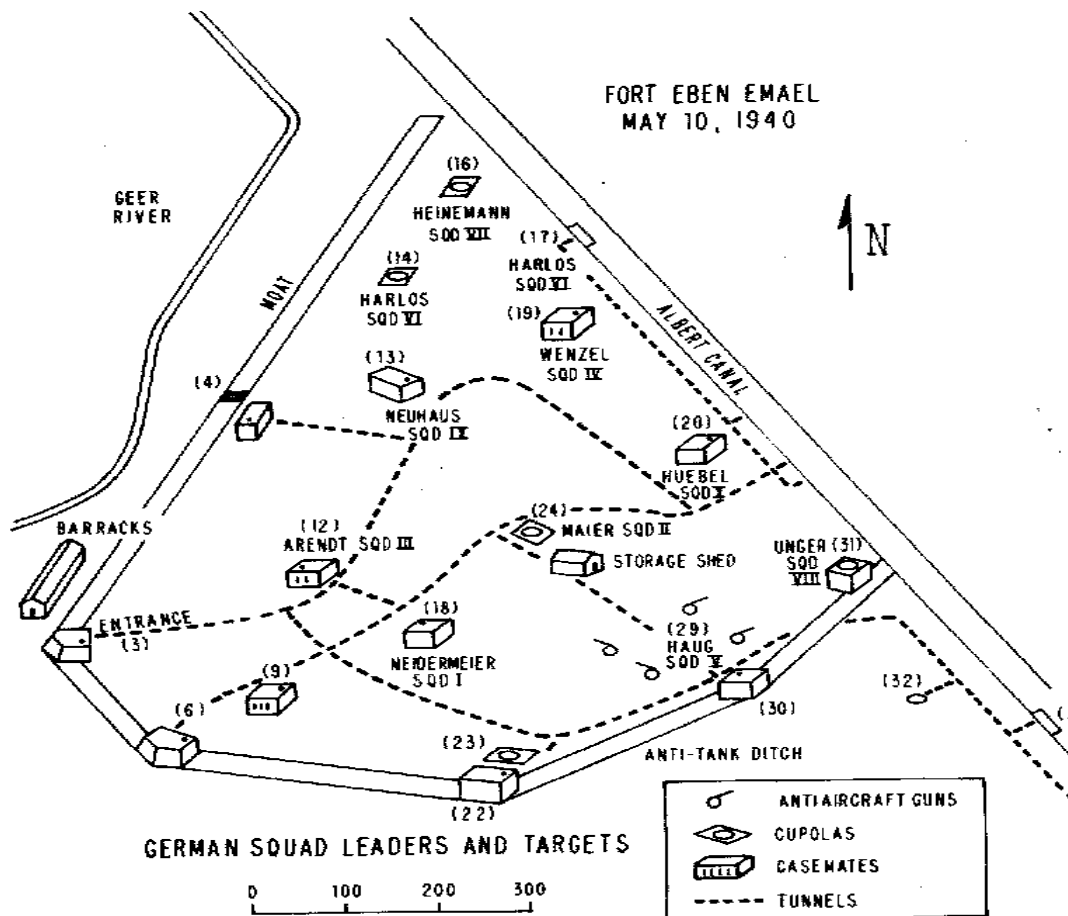 FORT EBEN EMAEL
MAY 10, 1940
N
GEER
RIVER
MOAT
ALBERT CANAL
(16)
HEINEMANN
SQD VII
(17)
HARLOS
SQD VI
(14)
HARLOS
SQD VI
(19)
WENZEL
SQD IV
(13)
NEUHAUS
SQD IX
(4)
(20)
HUEBEL
SQD X
(24)
MAIER SQD II
STORAGE SHED
(12)
ARENDT SQD III
UNGER (31)
SQD
VIII
BARRACKS
ENTRANCE
(3)
(18)
NEIDERMEIER
SQD I
(29)
HAUG
SQD V
(9)
(6)
(30)
(32)
(23)
(22)
ANTI-TANK DITCH
GERMAN SQUAD LEADERS AND TARGETS
0 100 200 300
ANTIAIRCRAFT GUNS
CUPOLAS
CASEMATES
TUNNELS